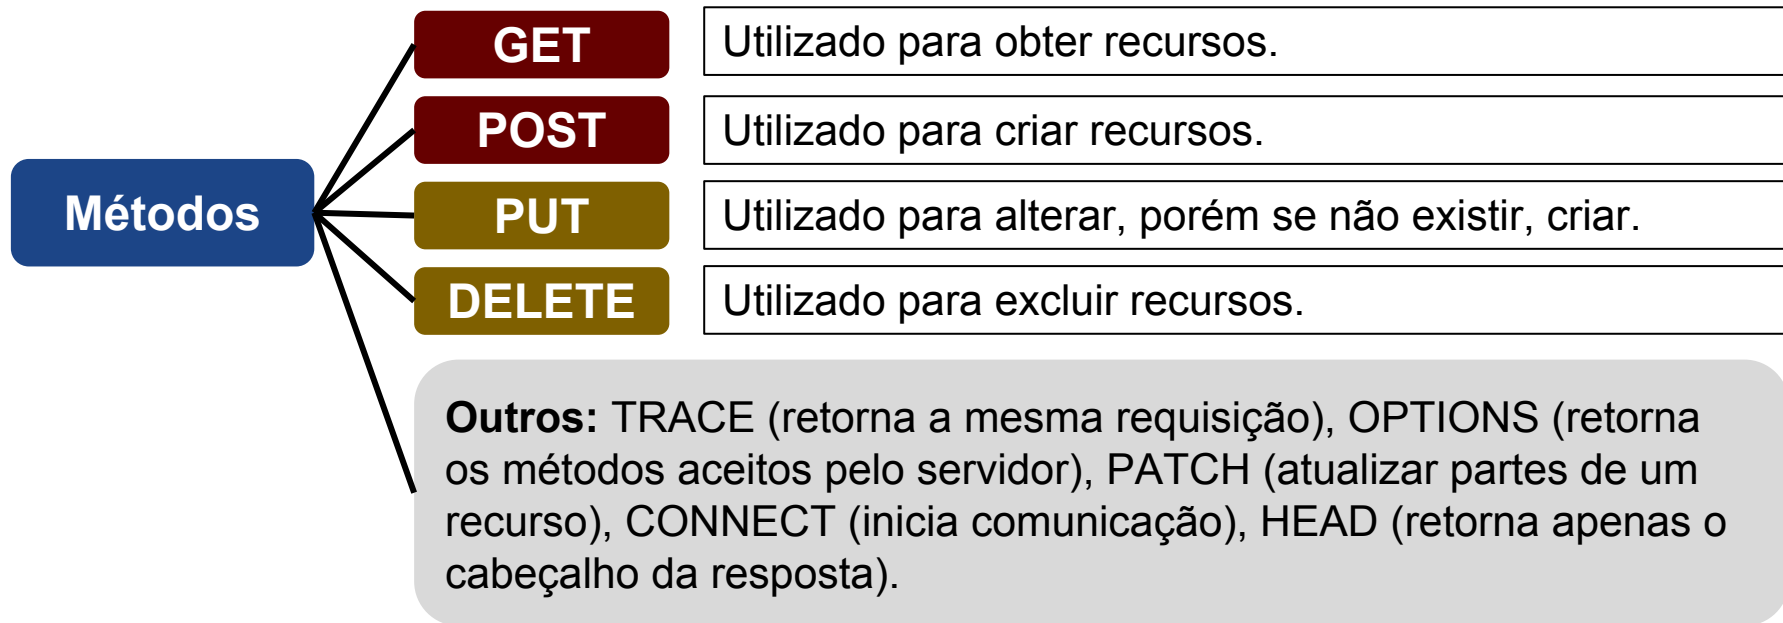 GET
Utilizado para obter recursos.
POST
Utilizado para criar recursos.
Métodos
PUT
Utilizado para alterar, porém se não existir, criar.
DELETE
Utilizado para excluir recursos.
Outros: TRACE (retorna a mesma requisição), OPTIONS (retorna
os métodos aceitos pelo servidor), PATCH (atualizar partes de um
recurso), CONNECT (inicia comunicação), HEAD (retorna apenas o
cabeçalho da resposta).